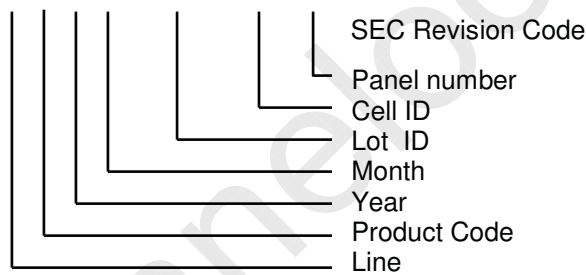 SEC Revision Code
Panel number
Cell ID
Lot ID
Month
Year
Product Code
Line